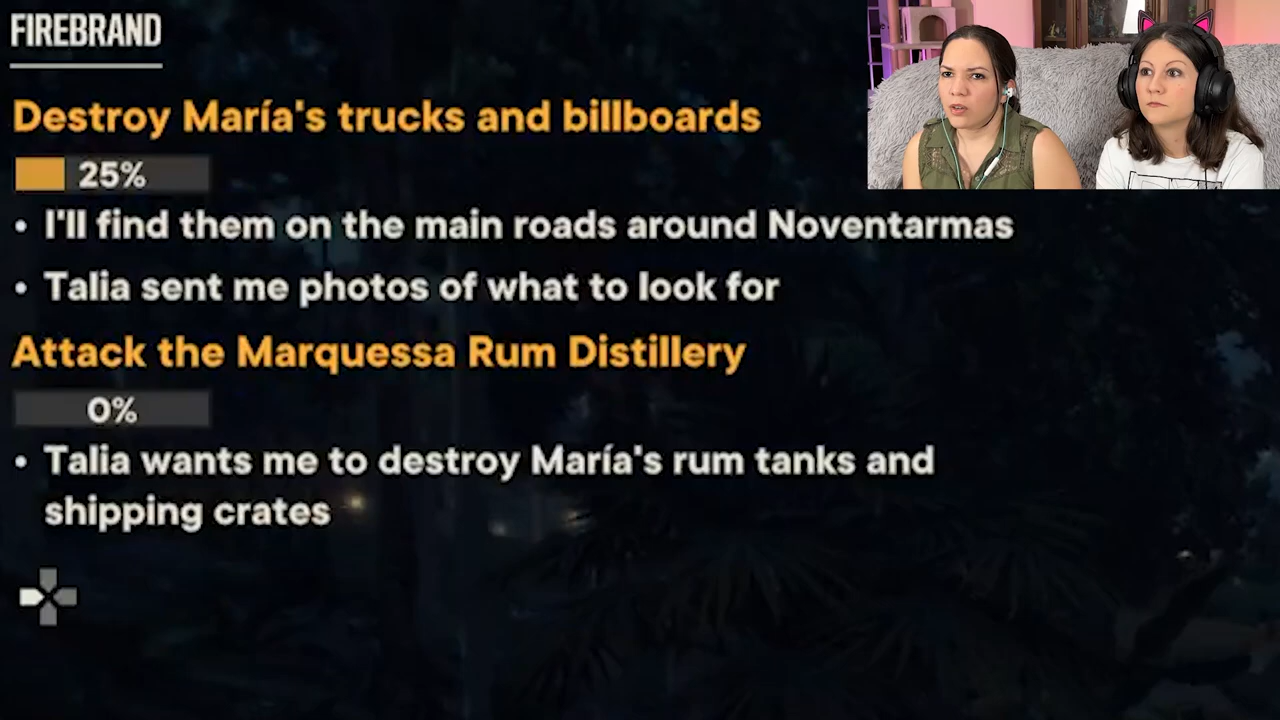 FIREBRAND
Destroy María's trucks and billboards
25%
• I'll find them on the main roads around Noventarmas
• Talia sent me photos of what to look for
Attack the Marquessa Rum Distillery
0%
• Talia wants me to destroy María's rum tanks and
shipping crates